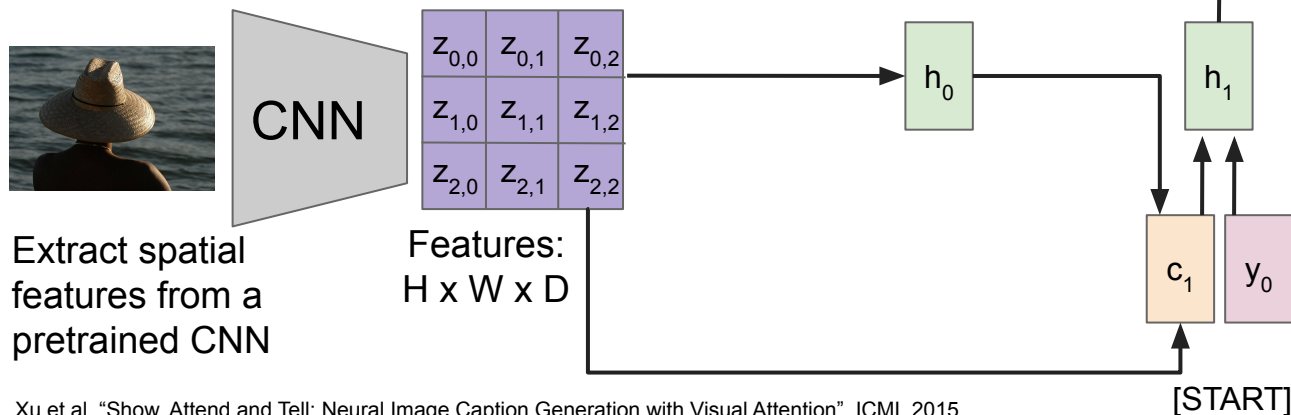 CNN
z0,0 z0,1 z0,2
z1,0 z1,1 z1,2
z2,0 z2,1 z2,2
h0
h1
Extract spatial
features from a
pretrained CNN
Features:
H x W x D
c1
y0
[START]
Xu et al, “Show, Attend and Tell: Neural Image Caption Generation with Visual Attention”, ICML 2015